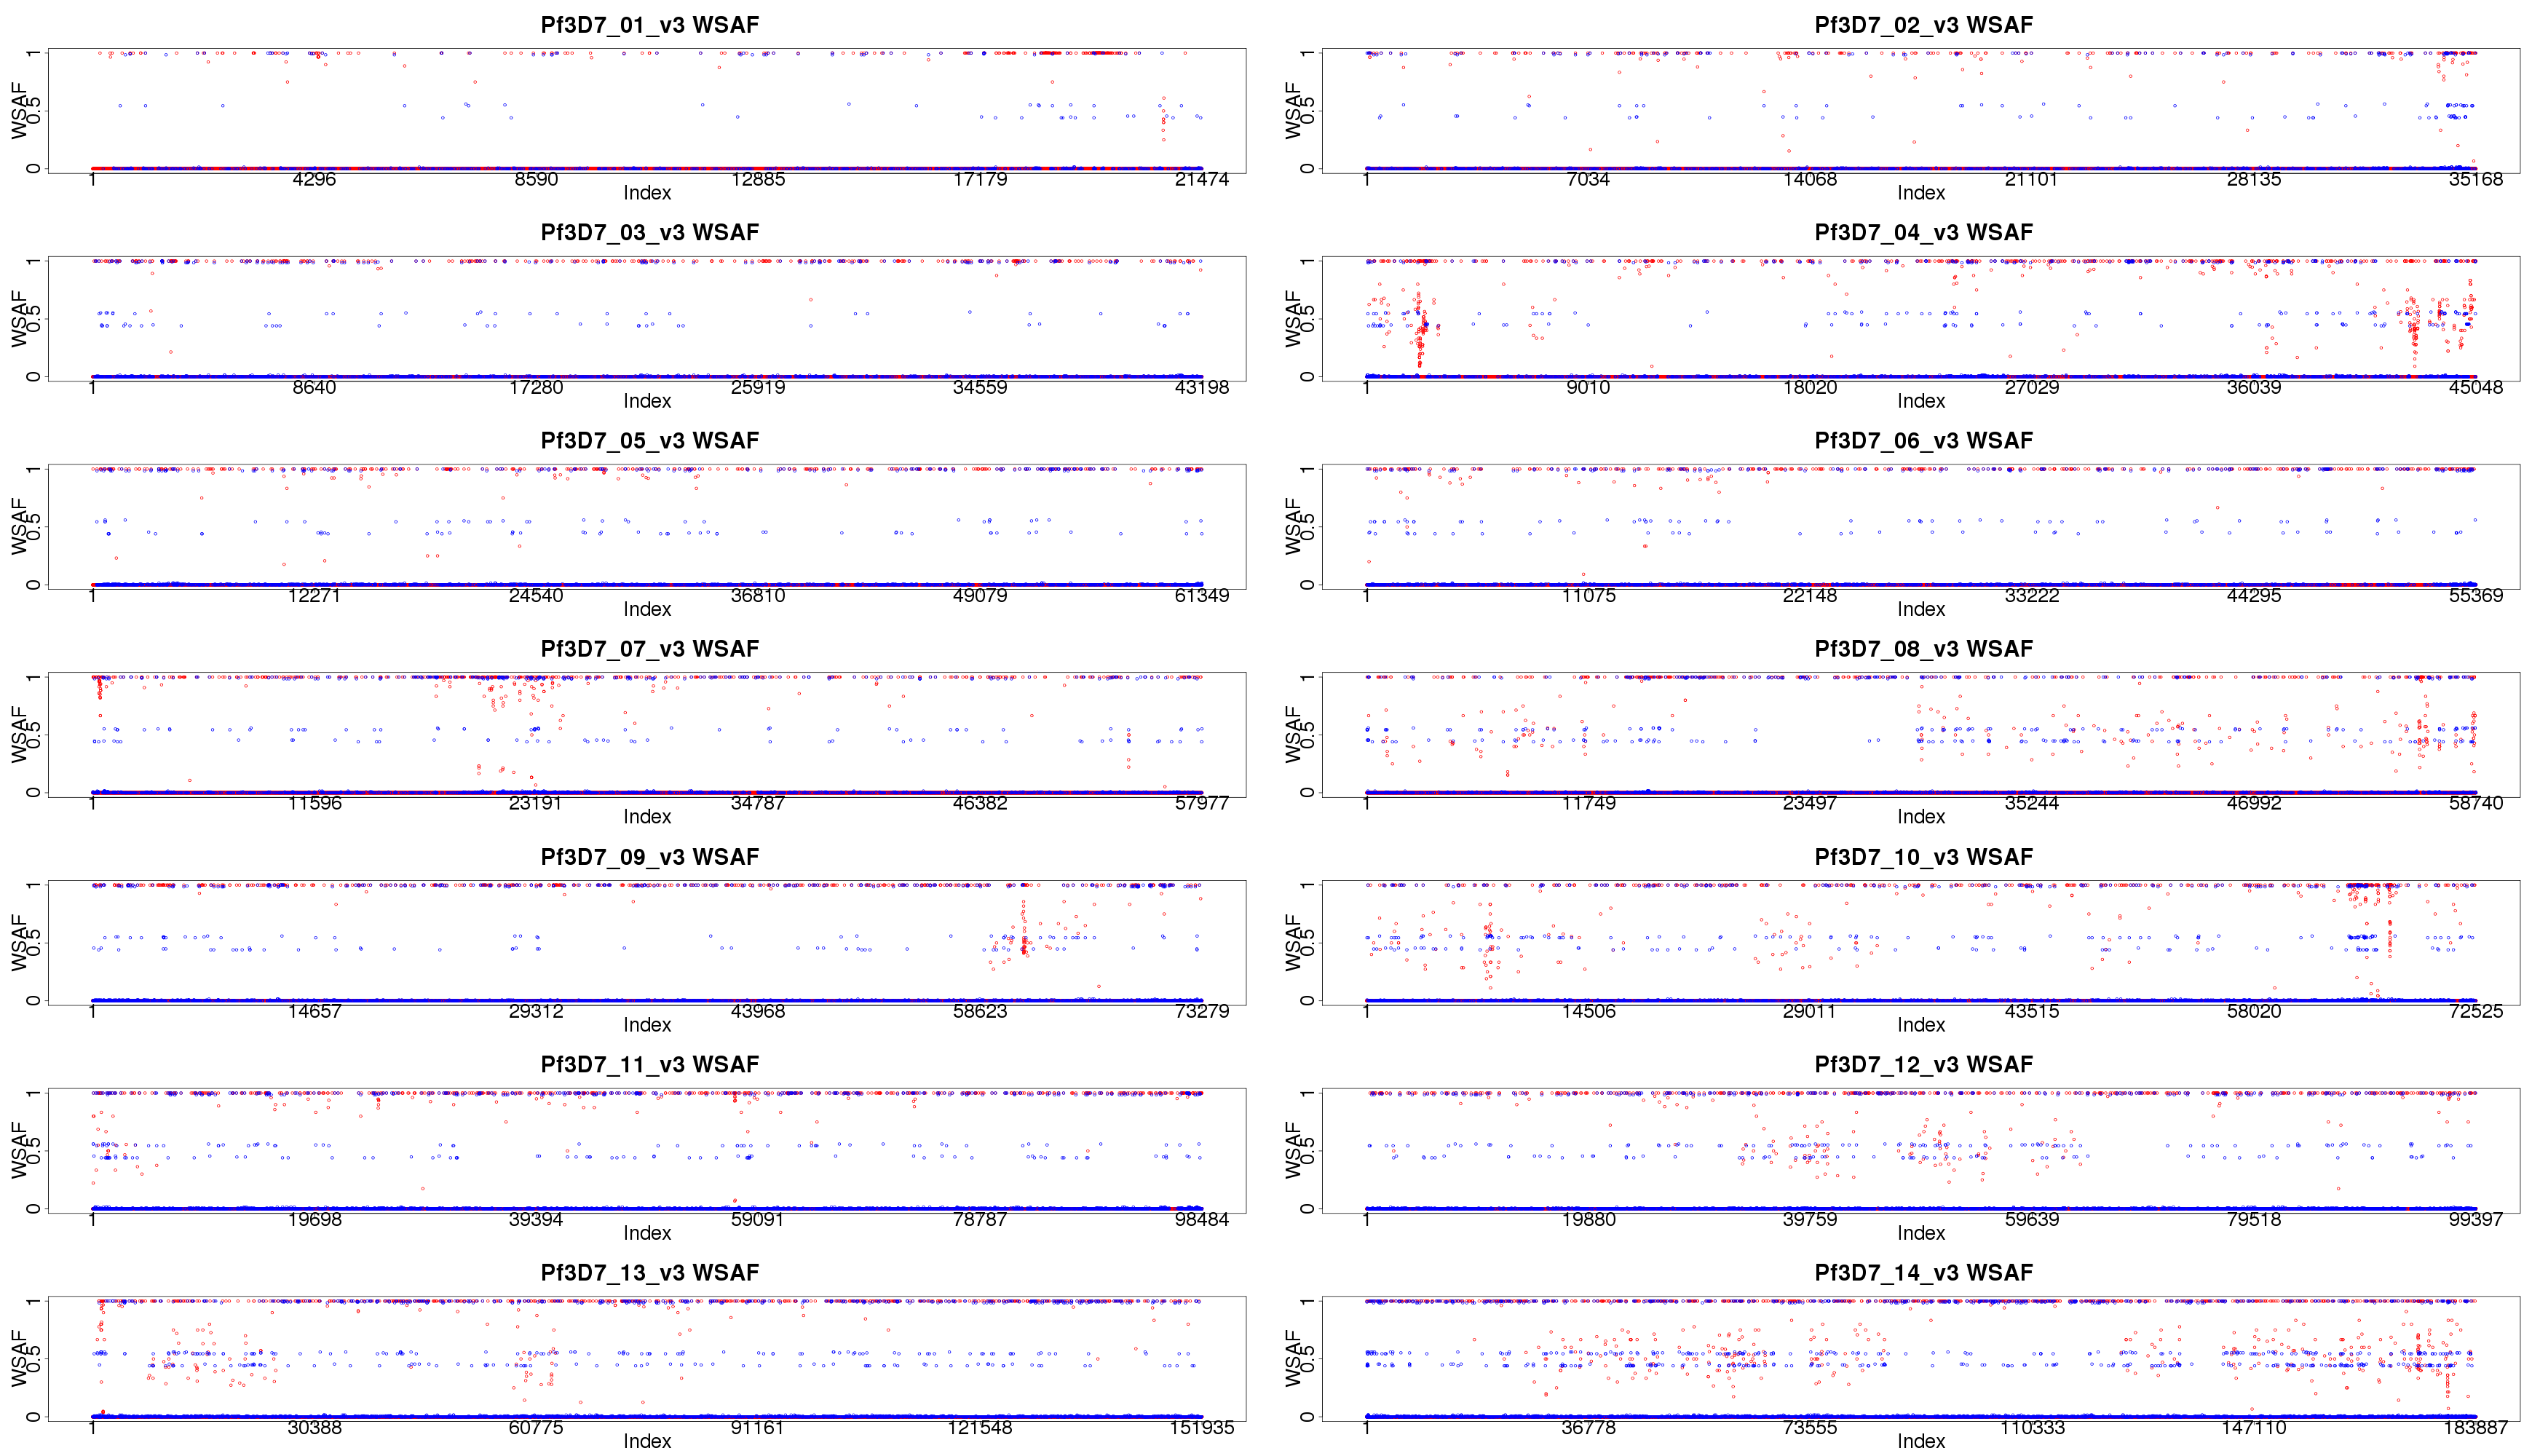 Pf3D7_01_v3 WSAF
WSAF
0 0.5 1
1 4296 8590 12885 17179 21474
Index
Pf3D7_02_v3 WSAF
WSAF
0 0.5 1
1 7034 14068 21101 28135 35168
Index
Pf3D7_03_v3 WSAF
WSAF
0 0.5 1
1 8640 17280 25919 34559 43198
Index
Pf3D7_04_v3 WSAF
WSAF
0 0.5 1
1 9010 18020 27029 36039 45048
Index
Pf3D7_05_v3 WSAF
WSAF
0 0.5 1
1 12271 24540 36810 49079 61349
Index
Pf3D7_06_v3 WSAF
WSAF
0 0.5 1
1 11075 22148 33222 44295 55369
Index
Pf3D7_07_v3 WSAF
WSAF
0 0.5 1
1 11596 23191 34787 46382 57977
Index
Pf3D7_08_v3 WSAF
WSAF
0 0.5 1
1 11749 23497 35244 46992 58740
Index
Pf3D7_09_v3 WSAF
WSAF
0 0.5 1
1 14657 29312 43968 58623 73279
Index
Pf3D7_10_v3 WSAF
WSAF
0 0.5 1
1 14506 29011 43515 58020 72525
Index
Pf3D7_11_v3 WSAF
WSAF
0 0.5 1
1 19698 39394 59091 78787 98484
Index
Pf3D7_12_v3 WSAF
WSAF
0 0.5 1
1 19880 39759 59639 79518 99397
Index
Pf3D7_13_v3 WSAF
WSAF
0 0.5 1
1 30388 60775 91161 121548 151935
Index
Pf3D7_14_v3 WSAF
WSAF
0 0.5 1
1 36778 73555 110333 147110 183887
Index